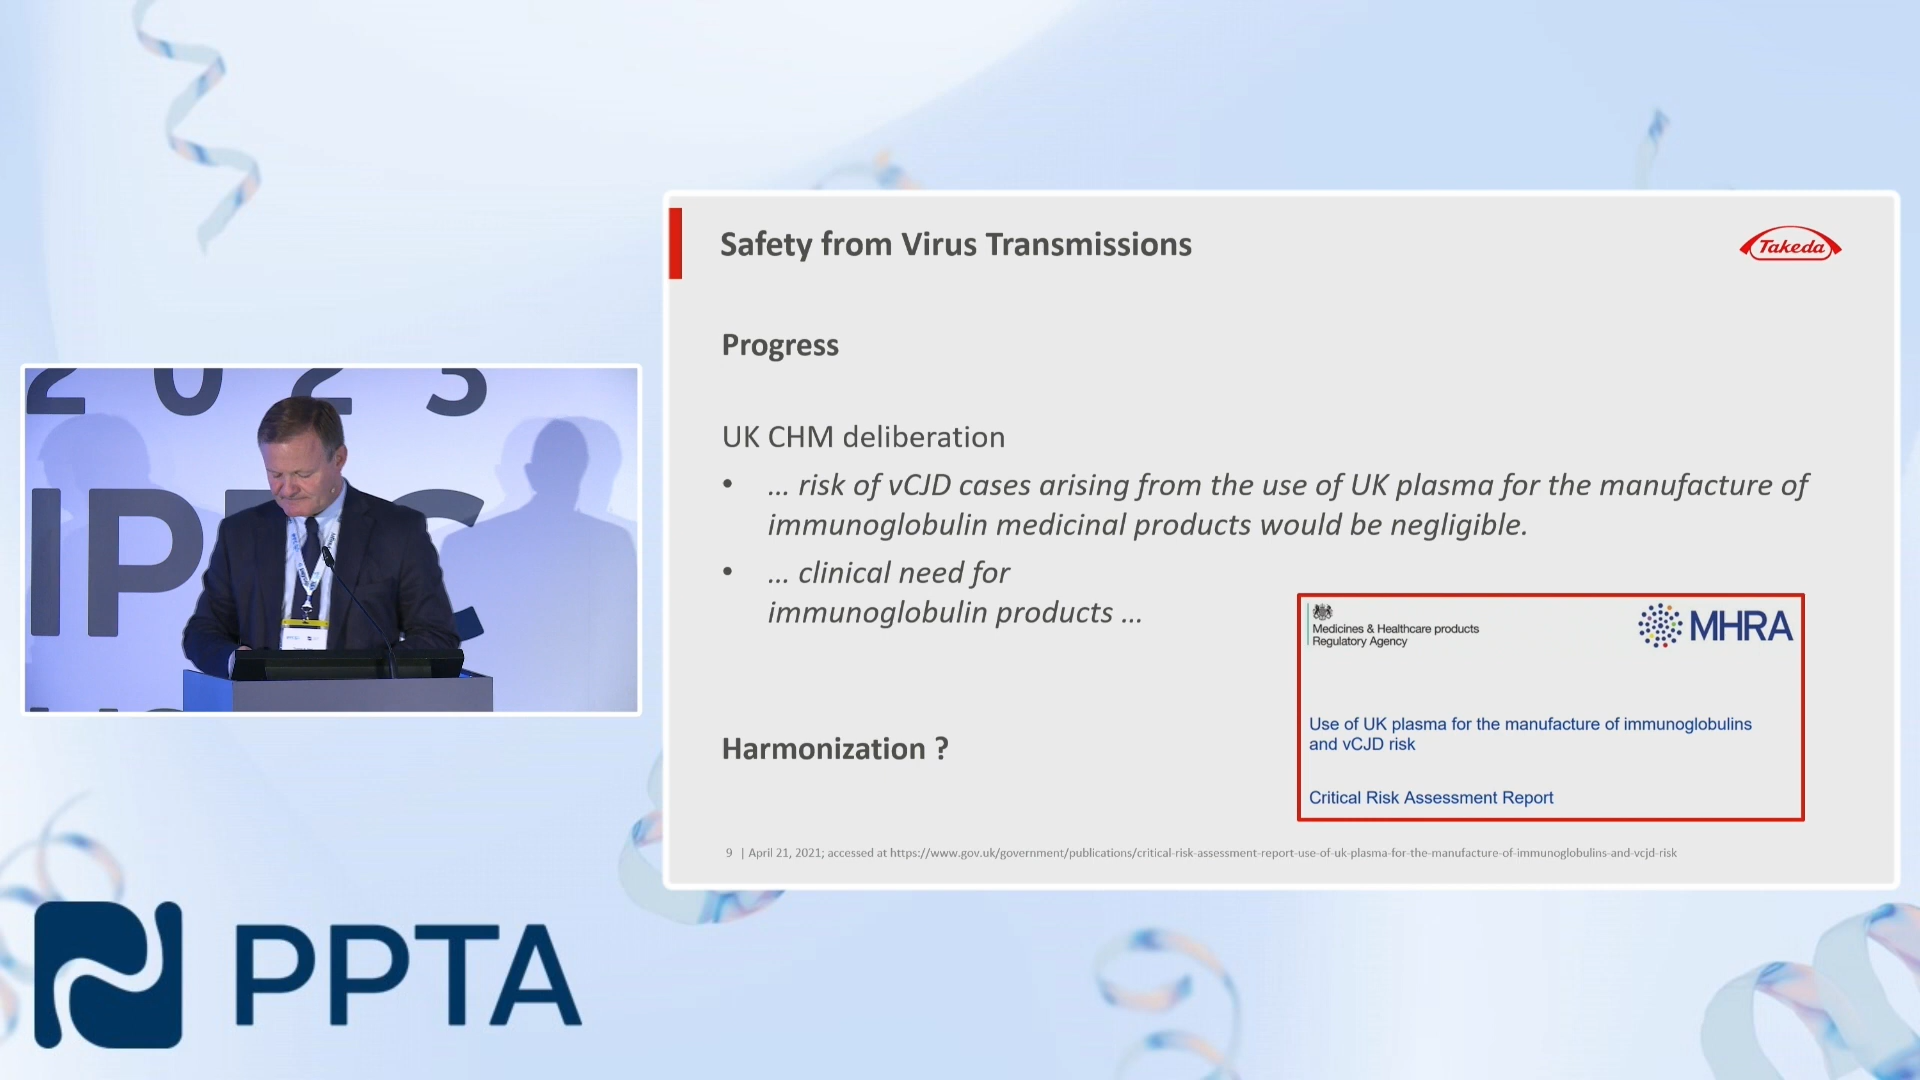 2023
IPPC
Safety from Virus Transmissions
Takeda
Progress
UK CHM deliberation
• ... risk of vCJD cases arising from the use of UK plasma for the manufacture of
immunoglobulin medicinal products would be negligible.
• ... clinical need for
immunoglobulin products ...
Medicines & Healthcare products
Regulatory Agency
MHRA
Use of UK plasma for the manufacture of immunoglobulins
and vCJD risk
Critical Risk Assessment Report
Harmonization ?
9 | April 21, 2021; accessed at https://www.gov.uk/government/publications/critical-risk-assessment-report-use-of-uk-plasma-for-the-manufacture-of-immunoglobulins-and-vcjd-risk
PPTA